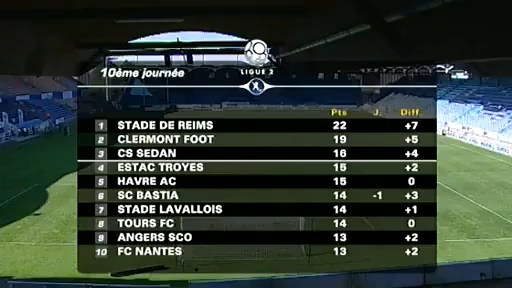 10ème journée
LIGUE 2
Pts J. Diff.
1 STADE DE REIMS 22 +7
2 CLERMONT FOOT 19 +5
3 CS SEDAN 16 +4
4 ESTAC TROYES 15 +2
5 HAVRE AC 15 0
6 SC BASTIA 14 -1 +3
7 STADE LAVALLOIS 14 +1
8 TOURS FC 14 0
9 ANGERS SCO 13 +2
10 FC NANTES 13 +2